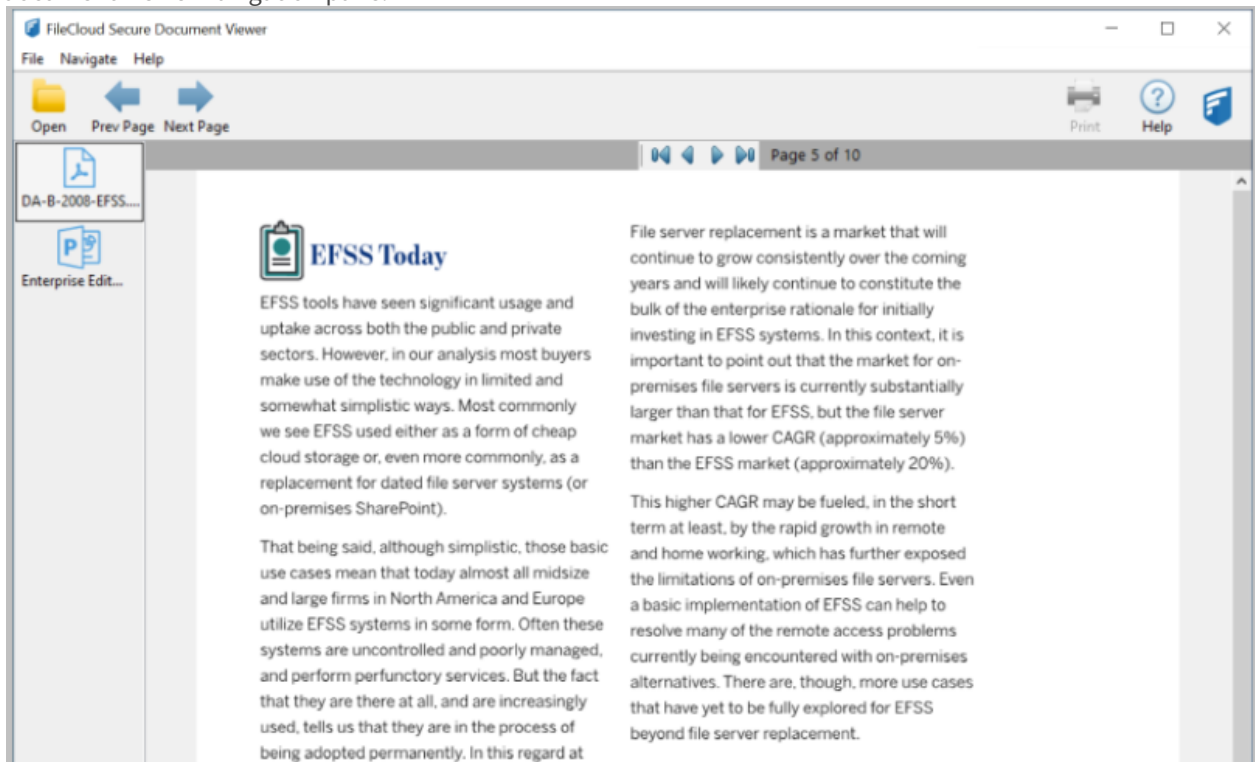 FileCloud Secure Document Viewer
File Navigate Help
Open Prev Page Next Page Print Help
Page 5 of 10
DA-B-2008-EFSS....
Enterprise Edit...
EFSS Today
EFSS tools have seen significant usage and
uptake across both the public and private
sectors. However, in our analysis most buyers
make use of the technology in limited and
somewhat simplistic ways. Most commonly
we see EFSS used either as a form of cheap
cloud storage or, even more commonly, as a
replacement for dated file server systems (or
on-premises SharePoint).
That being said, although simplistic, those basic
use cases mean that today almost all midsize
and large firms in North America and Europe
utilize EFSS systems in some form. Often these
systems are uncontrolled and poorly managed,
and perform perfunctory services. But the fact
that they are there at all, and are increasingly
used, tells us that they are in the process of
being adopted permanently. In this regard at
File server replacement is a market that will
continue to grow consistently over the coming
years and will likely continue to constitute the
bulk of the enterprise rationale for initially
investing in EFSS systems. In this context, it is
important to point out that the market for on-
premises file servers is currently substantially
larger than that for EFSS, but the file server
market has a lower CAGR (approximately 5%)
than the EFSS market (approximately 20%).
This higher CAGR may be fueled, in the short
term at least, by the rapid growth in remote
and home working, which has further exposed
the limitations of on-premises file servers. Even
a basic implementation of EFSS can help to
resolve many of the remote access problems
currently being encountered with on-premises
alternatives. There are, though, more use cases
that have yet to be fully explored for EFSS
beyond file server replacement.